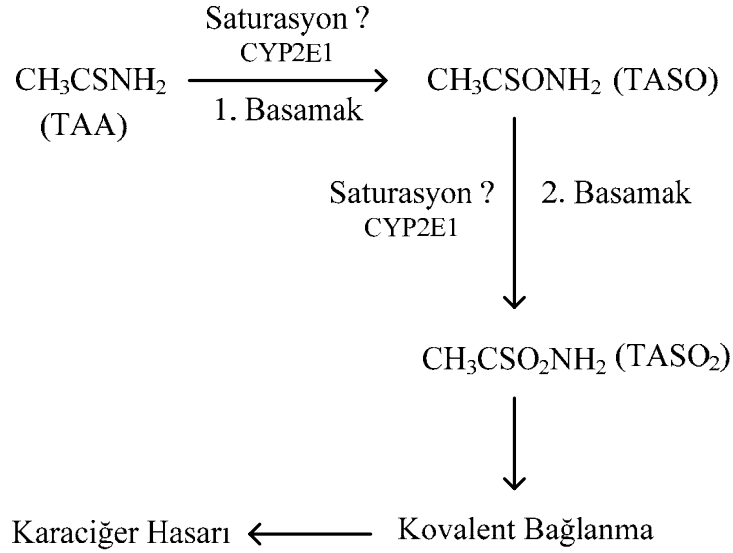 Saturasyon ?
CYP2E1
CH₃CSNH₂
(TAA)
1. Basamak
CH₃CSONH₂ (TASO)
Saturasyon ?
CYP2E1
2. Basamak
CH₃CSO₂NH₂ (TASO₂)
Kovalent Bağlanma
Karaciğer Hasarı